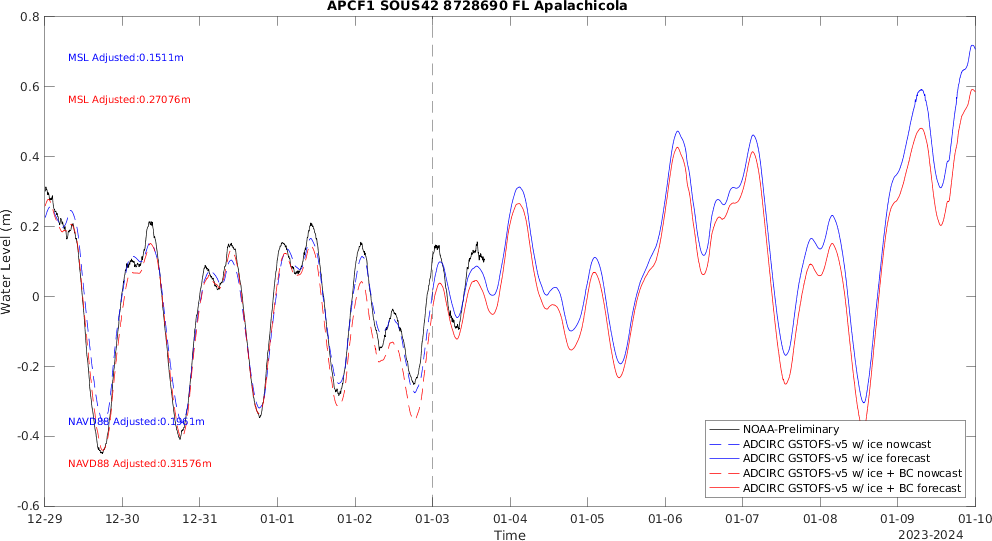 APCF1 SOUS42 8728690 FL Apalachicola
0.8
0.6
0.4
0.2
0
-0.2
-0.4
-0.6
Water Level (m)
MSL Adjusted:0.1511m
MSL Adjusted:0.27076m
NAVD88 Adjusted:0.1961m
NAVD88 Adjusted:0.31576m
NOAA-Preliminary
ADCIRC GSTOFS-v5 w/ ice nowcast
ADCIRC GSTOFS-v5 w/ ice forecast
ADCIRC GSTOFS-v5 w/ ice + BC nowcast
ADCIRC GSTOFS-v5 w/ ice + BC forecast
12-29 12-30 12-31 01-01 01-02 01-03 01-04 01-05 01-06 01-07 01-08 01-09 01-10
Time
2023-2024